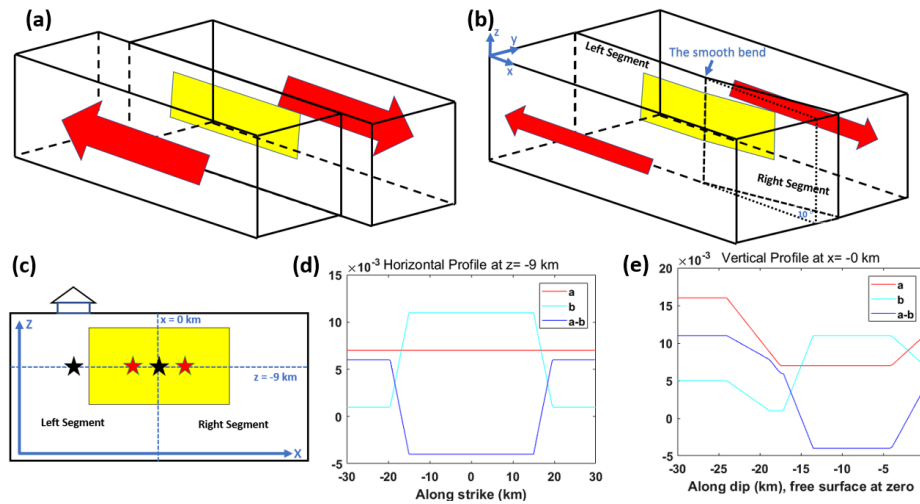 (a)
(b)
z
y
x
Left Segment
The smooth bend
Right Segment
10°
(c)
Z
x = 0 km
z = -9 km
Left Segment
Right Segment
X
(d)
×10⁻³
Horizontal Profile at z= -9 km
15
10
5
0
-5
a
b
a-b
-30
-20
-10
0
10
20
30
Along strike (km)
(e)
×10⁻³
Vertical Profile at x= -0 km
20
15
10
5
0
-5
a
b
a-b
-30
-25
-20
-15
-10
-5
Along dip (km), free surface at zero